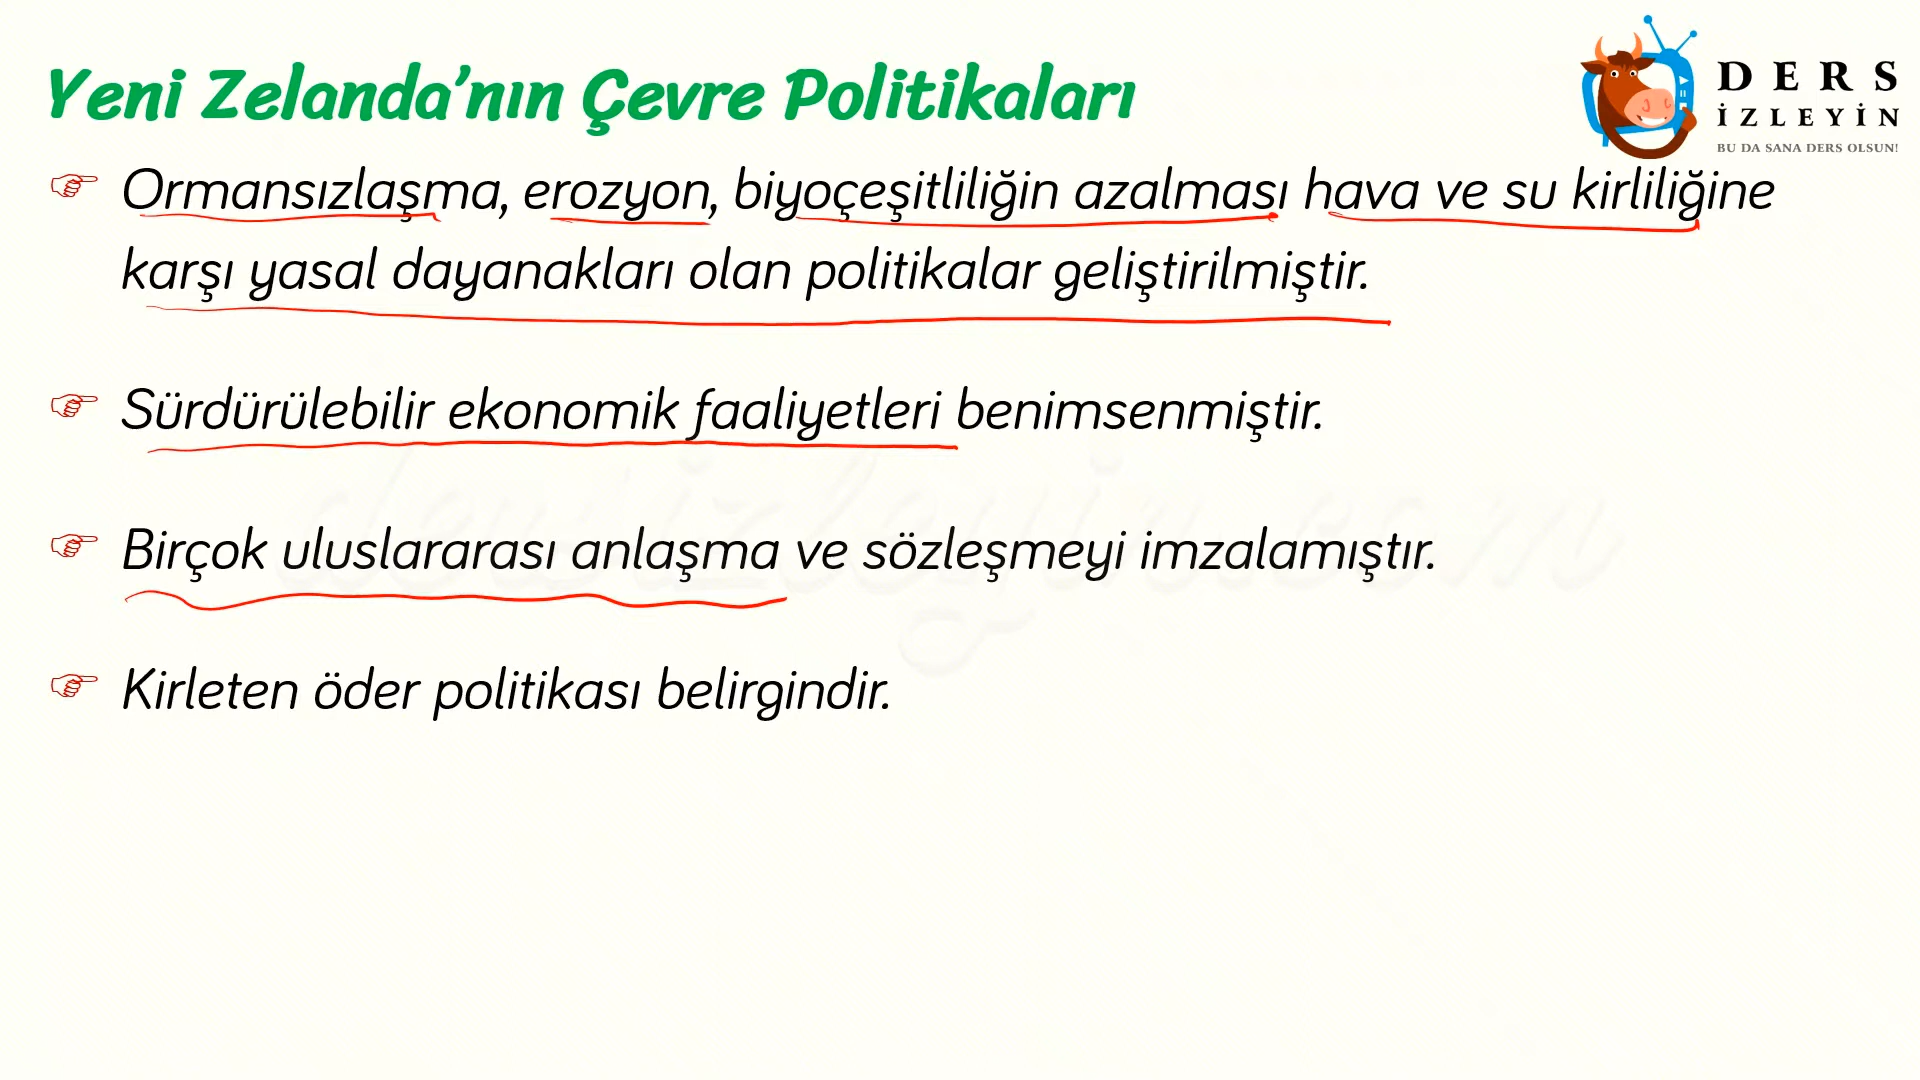 Yeni Zelanda’nın Çevre Politikaları
DERS
İZLEYİN
BU DA SANA DERS OLSUN!
Ormansızlaşma, erozyon, biyoçeşitliliğin azalması hava ve su kirliliğine
karşı yasal dayanakları olan politikalar geliştirilmiştir.
Sürdürülebilir ekonomik faaliyetleri benimsenmiştir.
dersizleyin.com
Birçok uluslararası anlaşma ve sözleşmeyi imzalamıştır.
Kirleten öder politikası belirgindir.